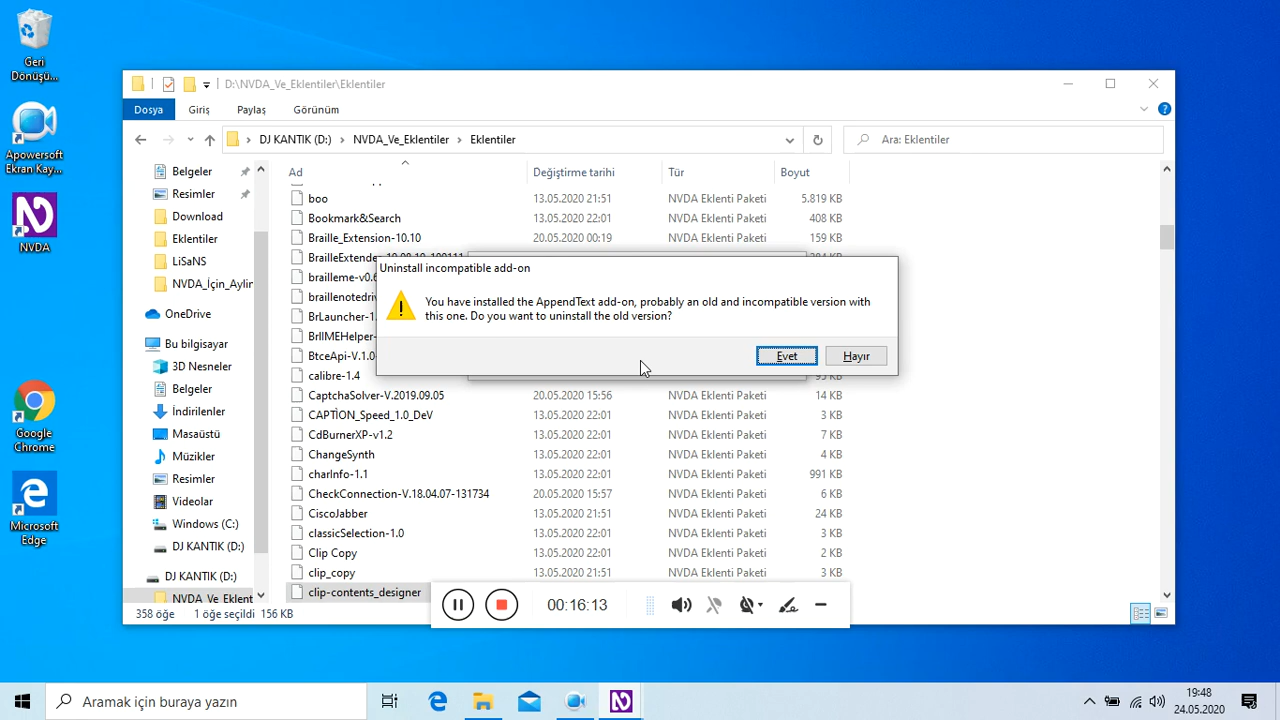 Geri
Dönüşü...
Apowersoft
Ekran Kay...
NVDA
Google
Chrome
Microsoft
Edge
D:\NVDA_Ve_Eklentiler\Eklentiler
Dosya Giriş Paylaş Görünüm
DJ KANTIK (D:) > NVDA_Ve_Eklentiler > Eklentiler
Ara: Eklentiler
Belgeler
Resimler
Download
Eklentiler
LiSaNS
NVDA_İçin_Aylin
OneDrive
Bu bilgisayar
3D Nesneler
Belgeler
İndirilenler
Masaüstü
Müzikler
Resimler
Videolar
Windows (C:)
DJ KANTIK (D:)
DJ KANTIK (D:)
NVDA_Ve_Eklent
Ad Değiştirme tarihi Tür Boyut
boo 13.05.2020 21:51 NVDA Eklenti Paketi 5.819 KB
Bookmark&Search 13.05.2020 22:01 NVDA Eklenti Paketi 408 KB
Braille_Extension-10.10 20.05.2020 00:19 NVDA Eklenti Paketi 159 KB
brailleme-v0.6
braillenotedriv
BrLauncher-1
BrlIMEHelper-
BtceApi-V.1.0
calibre-1.4
CaptchaSolver-V.2019.09.05 20.05.2020 15:56 NVDA Eklenti Paketi 14 KB
CAPTİON_Speed_1.0_DeV 13.05.2020 22:01 NVDA Eklenti Paketi 3 KB
CdBurnerXP-v1.2 13.05.2020 22:01 NVDA Eklenti Paketi 7 KB
ChangeSynth 13.05.2020 22:01 NVDA Eklenti Paketi 4 KB
charInfo-1.1 13.05.2020 22:01 NVDA Eklenti Paketi 991 KB
CheckConnection-V.18.04.07-131734 20.05.2020 15:57 NVDA Eklenti Paketi 6 KB
CiscoJabber 13.05.2020 21:51 NVDA Eklenti Paketi 24 KB
classicSelection-1.0 13.05.2020 22:01 NVDA Eklenti Paketi 3 KB
Clip Copy 13.05.2020 22:01 NVDA Eklenti Paketi 2 KB
clip_copy 13.05.2020 21:51 NVDA Eklenti Paketi 3 KB
clip-contents_designer
Uninstall incompatible add-on
You have installed the AppendText add-on, probably an old and incompatible version with
this one. Do you want to uninstall the old version?
Evet Hayır
00:16:13
358 öğe 1 öğe seçildi 156 KB
Aramak için buraya yazın
19:48
24.05.2020